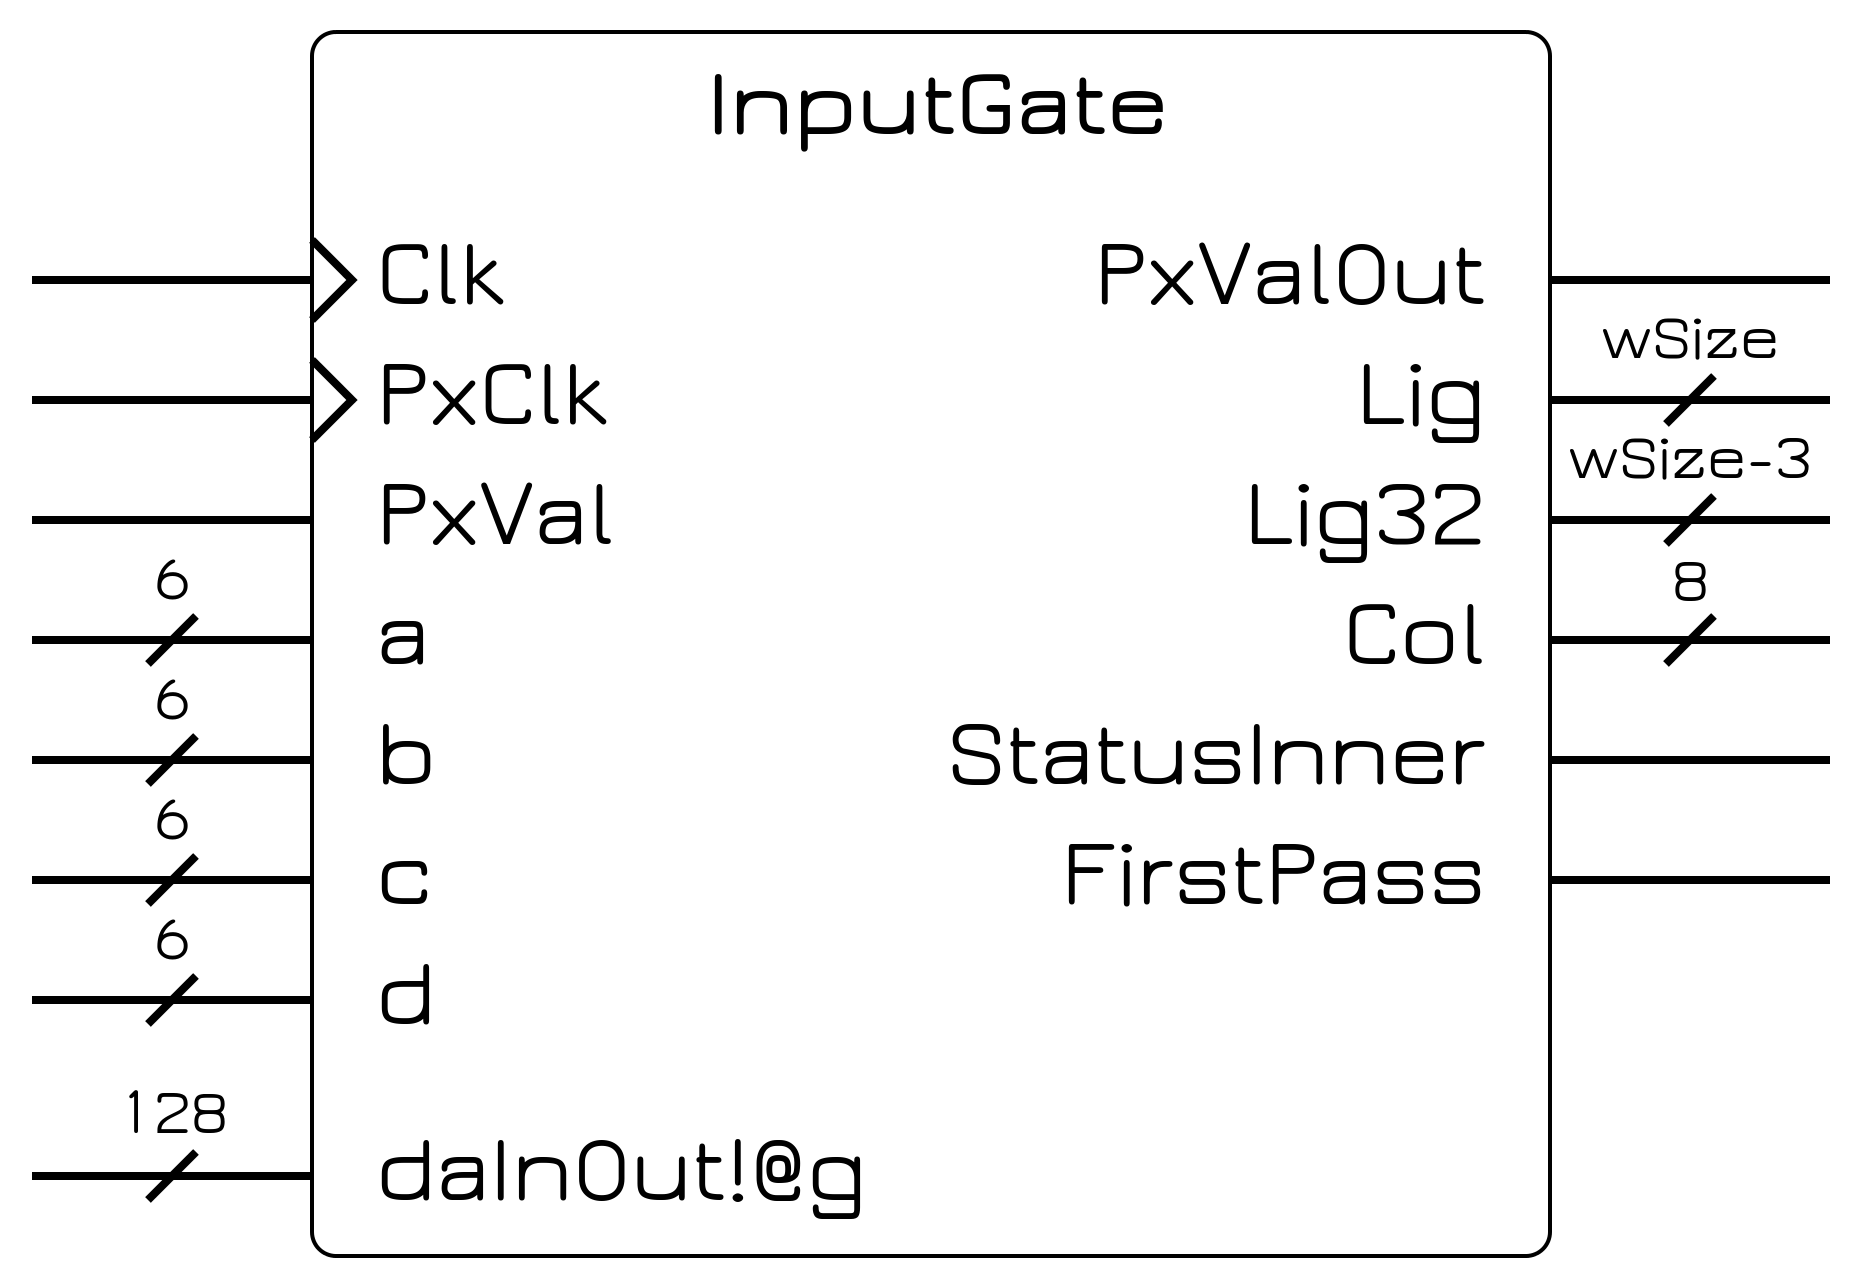 InputGate
Clk
PxValOut
wSize
PxClk
Lig
wSize-3
PxVal
Lig32
6
8
a
Col
6
b
StatusInner
6
c
FirstPass
6
d
128
daInOut!@g